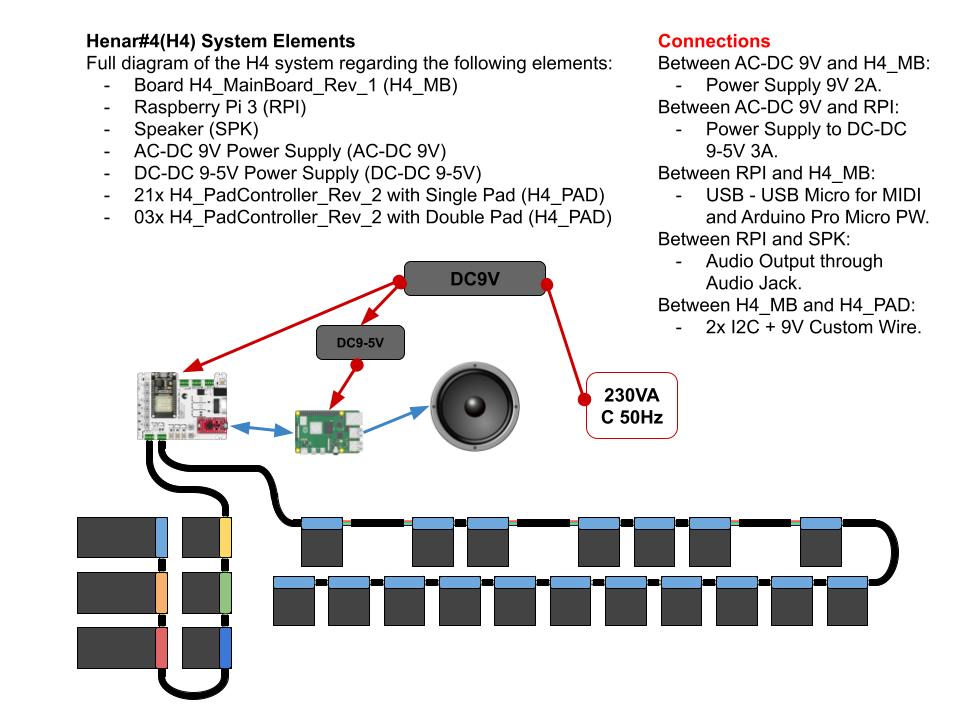 Henar#4(H4) System Elements
Full diagram of the H4 system regarding the following elements:
- Board H4_MainBoard_Rev_1 (H4_MB)
- Raspberry Pi 3 (RPI)
- Speaker (SPK)
- AC-DC 9V Power Supply (AC-DC 9V)
- DC-DC 9-5V Power Supply (DC-DC 9-5V)
- 21x H4_PadController_Rev_2 with Single Pad (H4_PAD)
- 03x H4_PadController_Rev_2 with Double Pad (H4_PAD)
Connections
Between AC-DC 9V and H4_MB:
- Power Supply 9V 2A.
Between AC-DC 9V and RPI:
- Power Supply to DC-DC
9-5V 3A.
Between RPI and H4_MB:
- USB - USB Micro for MIDI
and Arduino Pro Micro PW.
Between RPI and SPK:
- Audio Output through
Audio Jack.
Between H4_MB and H4_PAD:
- 2x I2C + 9V Custom Wire.
DC9V
DC9-5V
230VA
C 50Hz